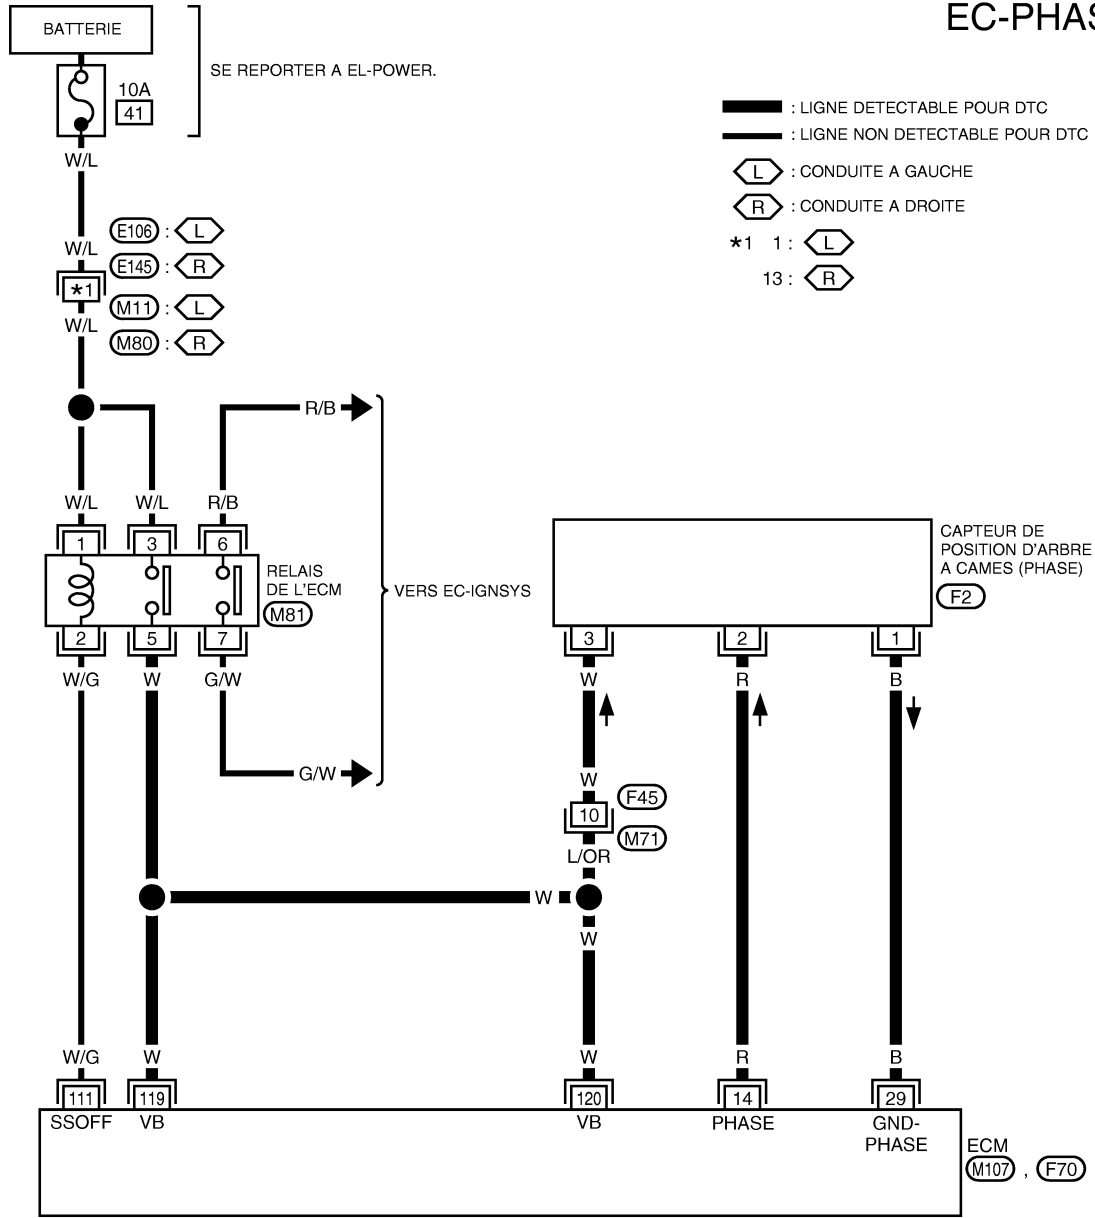 EC-PHAS
BATTERIE
SE REPORTER A EL-POWER.
10A
41
: LIGNE DETECTABLE POUR DTC
: LIGNE NON DETECTABLE POUR DTC
L : CONDUITE A GAUCHE
R : CONDUITE A DROITE
*1 1 : L
13 : R
W/L
E106 : L
W/L
E145 : R
*1
M11 : L
W/L
M80 : R
R/B
W/L W/L R/B
1 3 6
RELAIS
DE L'ECM
M81
VERS EC-IGNSYS
CAPTEUR DE
POSITION D'ARBRE
A CAMES (PHASE)
F2
2 5 7
3 2 1
W/G W G/W
W R B
G/W
W
F45
10
M71
L/OR
W
W
W/G W W R B
111 119 120 14 29
SSOFF VB VB PHASE GND-
PHASE
ECM
M107 , F70